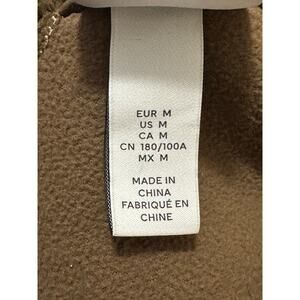 EUR M
US M
CA M
CN 180/100A
MX M
MADE IN
CHINA
FABRIQUÉ EN
CHINE